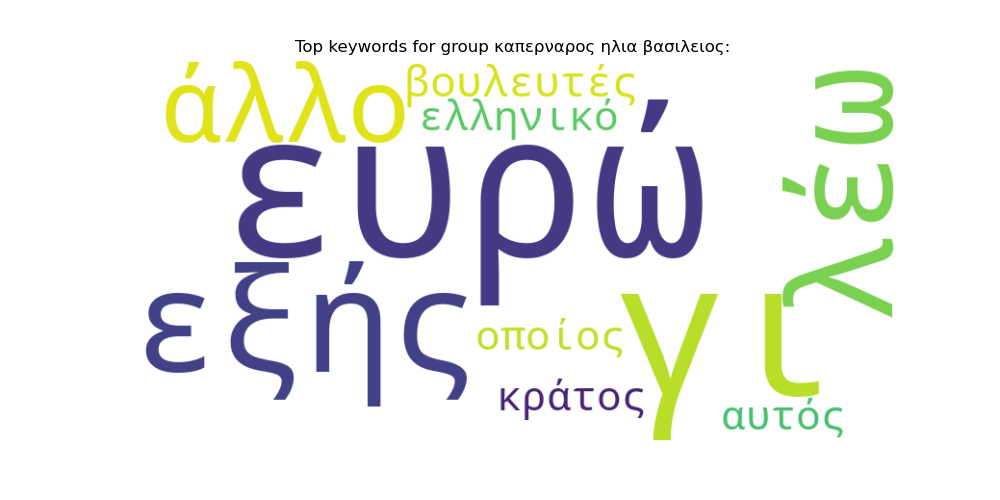 Top keywords for group καπερναρος ηλια βασιλειος:
άλλο
βουλευτές
ελληνικό
ευρώ
λέω
εξής
γι
οποίος
κράτος
αυτός